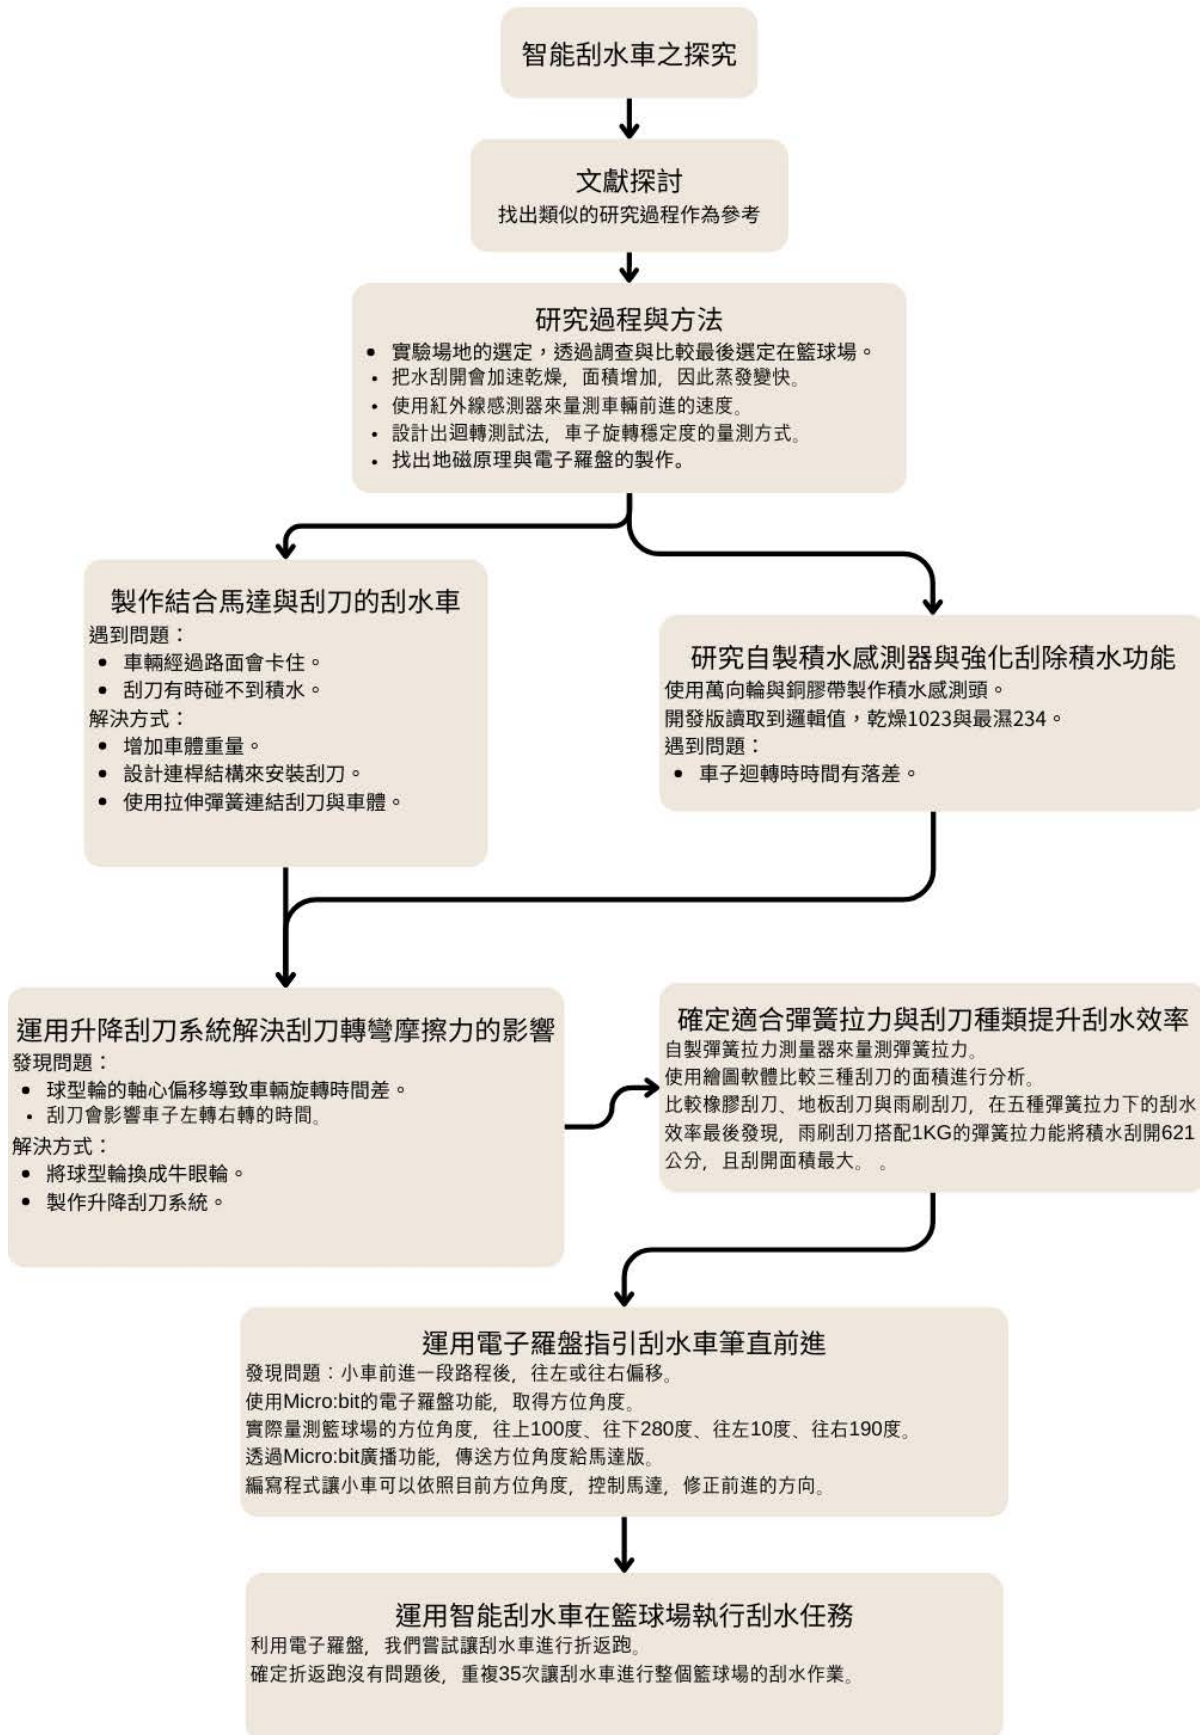 智能刮水車之探究
文獻探討
找出類似的研究過程作為參考
研究過程與方法
• 實驗場地的選定，透過調查與比較最後選定在籃球場。
• 把水刮開會加速乾燥，面積增加，因此蒸發變快。
• 使用紅外線感測器來量測車輛前進的速度。
• 設計出迴轉測試法，車子旋轉穩定度的量測方式。
• 找出地磁原理與電子羅盤的製作。
製作結合馬達與刮刀的刮水車
遇到問題：
• 車輛經過路面會卡住。
• 刮刀有時碰不到積水。
解決方式：
• 增加車體重量。
• 設計連桿結構來安裝刮刀。
• 使用拉伸彈簧連結刮刀與車體。
研究自製積水感測器與強化刮除積水功能
使用萬向輪與銅膠帶製作積水感測頭。
開發版讀取到邏輯值，乾燥1023與最濕234。
遇到問題：
• 車子迴轉時時間有落差。
運用升降刮刀系統解決刮刀轉彎摩擦力的影響
發現問題：
• 球型輪的軸心偏移導致車輛旋轉時間差。
• 刮刀會影響車子左轉右轉的時間。
解決方式：
• 將球型輪換成牛眼輪。
• 製作升降刮刀系統。
確定適合彈簧拉力與刮刀種類提升刮水效率
自製彈簧拉力測量器來量測彈簧拉力。
使用繪圖軟體比較三種刮刀的面積進行分析。
比較橡膠刮刀、地板刮刀與雨刷刮刀，在五種彈簧拉力下的刮水
效率最後發現，雨刷刮刀搭配1KG的彈簧拉力能將積水刮開621
公分，且刮開面積最大。。
運用電子羅盤指引刮水車筆直前進
發現問題：小車前進一段路程後，往左或往右偏移。
使用Micro:bit的電子羅盤功能，取得方位角度。
實際量測籃球場的方位角度，往上100度、往下280度、往左10度、往右190度。
透過Micro:bit廣播功能，傳送方位角度給馬達版。
編寫程式讓小車可以依照目前方位角度，控制馬達，修正前進的方向。
運用智能刮水車在籃球場執行刮水任務
利用電子羅盤，我們嘗試讓刮水車進行折返跑。
確定折返跑沒有問題後，重複35次讓刮水車進行整個籃球場的刮水作業。